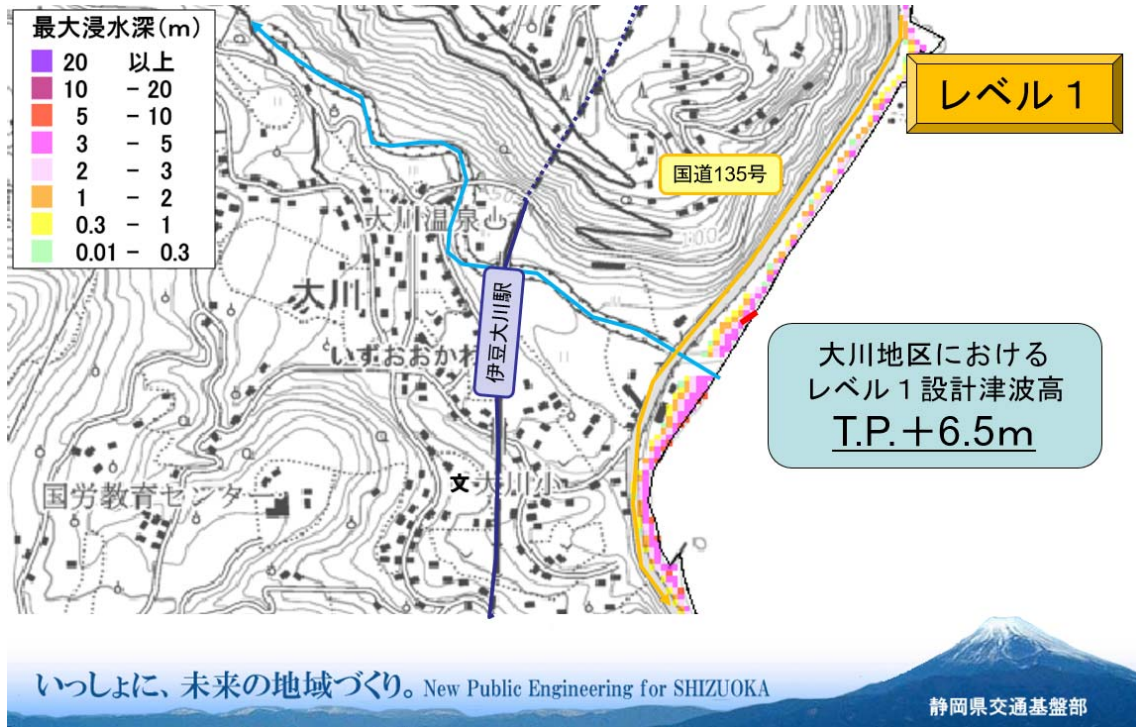 最大浸水深(m)
20 以上
10 - 20
5 - 10
3 - 5
2 - 3
1 - 2
0.3 - 1
0.01 - 0.3
レベル1
国道135号
大川温泉
100
大川
いずおおかわ
伊豆大川駅
大川地区における
レベル1設計津波高
T.P.+6.5m
国労教育センター
文 大川小
いっしょに、未来の地域づくり。 New Public Engineering for SHIZUOKA
静岡県交通基盤部